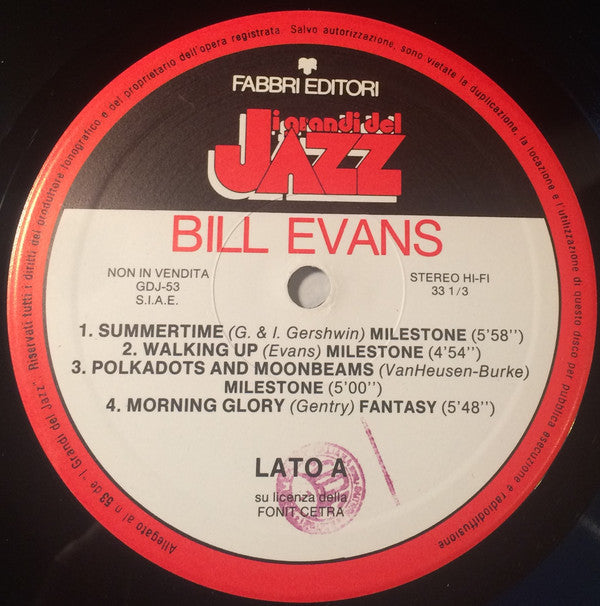 FABBRI EDITORI
i grandi del
JAZZ
BILL EVANS
NON IN VENDITA
GDJ-53
S.I.A.E.
STEREO HI-FI
33 1/3
1. SUMMERTIME (G. & I. Gershwin) MILESTONE (5'58'')
2. WALKING UP (Evans) MILESTONE (4'54'')
3. POLKADOTS AND MOONBEAMS (VanHeusen-Burke)
MILESTONE (5'00'')
4. MORNING GLORY (Gentry) FANTASY (5'48'')
LATO A
su licenza della
FONIT CETRA
Allegato al n. 53 de "I Grandi del Jazz". Riservati tutti i diritti del produttore fonografico e del proprietario dell'opera registrata. Salvo autorizzazione, sono vietate la duplicazione, la locazione e l'utilizzazione di questo disco per pubblica esecuzione e radiodiffusione